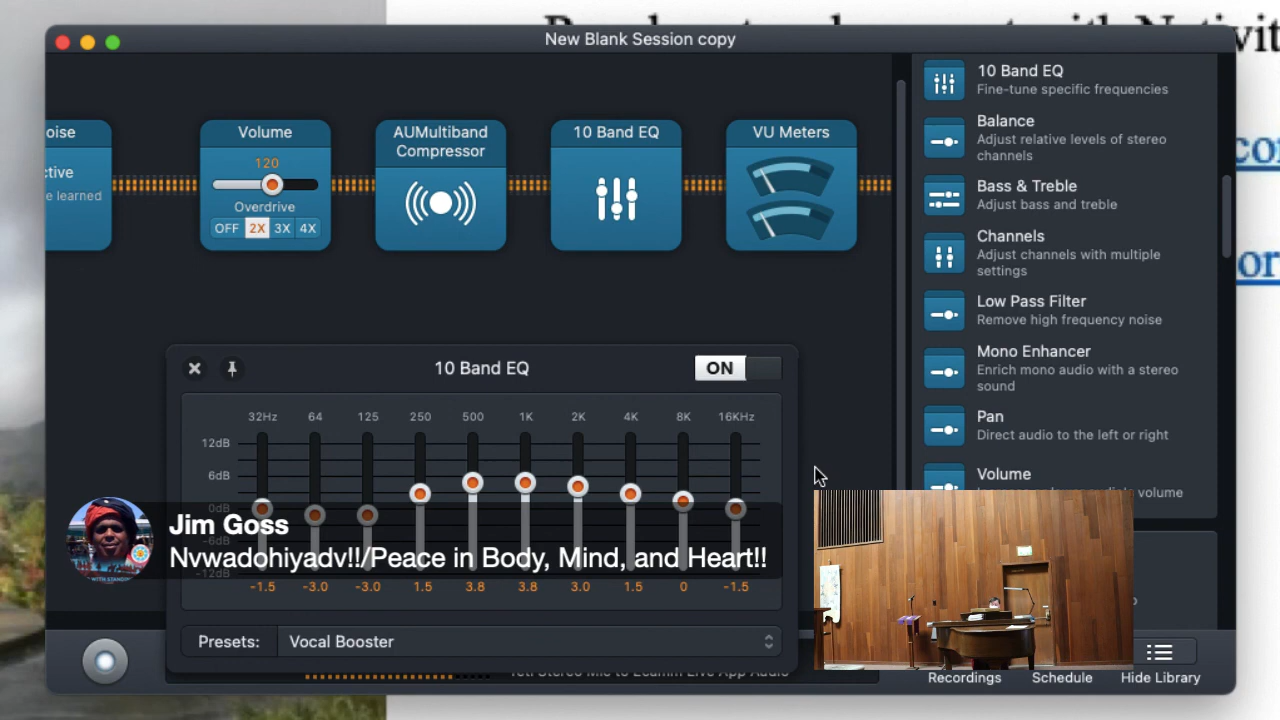 New Blank Session copy
oise
ctive
e learned
Volume
120
Overdrive
OFF 2X 3X 4X
AUMultiband
Compressor
10 Band EQ
VU Meters
10 Band EQ
Fine-tune specific frequencies
Balance
Adjust relative levels of stereo
channels
Bass & Treble
Adjust bass and treble
Channels
Adjust channels with multiple
settings
Low Pass Filter
Remove high frequency noise
Mono Enhancer
Enrich mono audio with a stereo
sound
Pan
Direct audio to the left or right
Volume
volume
10 Band EQ
ON
32Hz 64 125 250 500 1K 2K 4K 8K 16KHz
12dB
6dB
0dB
-6dB
-12dB
Jim Goss
Nvwadohiyadv!!/Peace in Body, Mind, and Heart!!
-1.5 -3.0 -3.0 1.5 3.8 3.8 3.0 1.5 0 -1.5
Presets: Vocal Booster
Recordings Schedule Hide Library